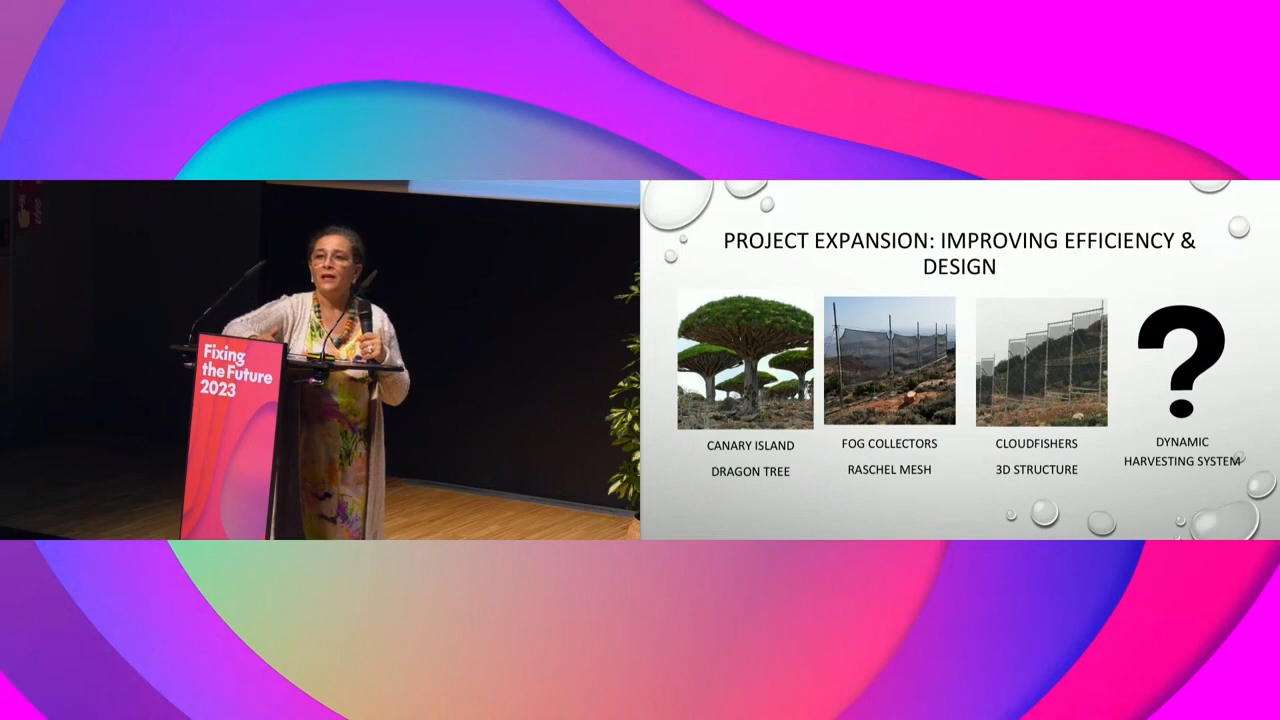 Fixing
the Future
2023
PROJECT EXPANSION: IMPROVING EFFICIENCY &
DESIGN
CANARY ISLAND
DRAGON TREE
FOG COLLECTORS
RASCHEL MESH
CLOUDFISHERS
3D STRUCTURE
?
DYNAMIC
HARVESTING SYSTEM